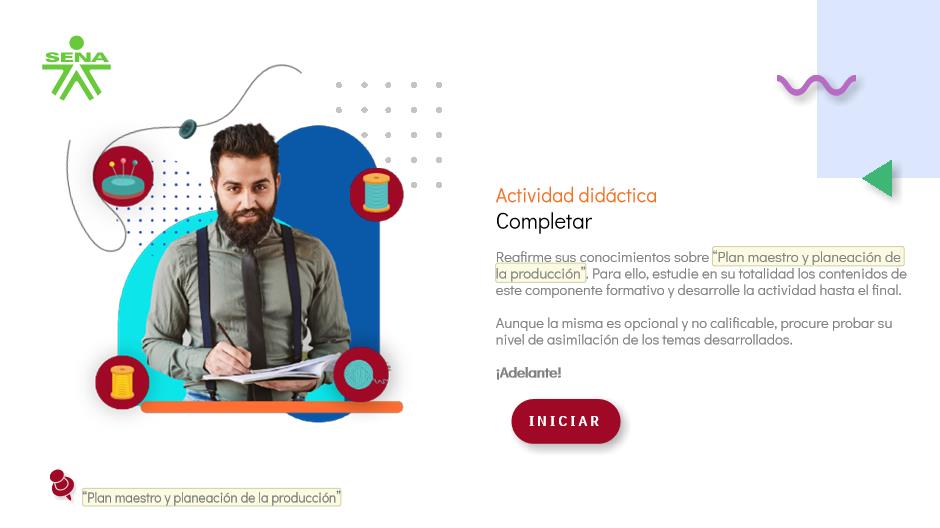 SENA
Actividad didáctica
Completar
Reafirme sus conocimientos sobre “Plan maestro y planeación de
la producción”. Para ello, estudie en su totalidad los contenidos de
este componente formativo y desarrolle la actividad hasta el final.
Aunque la misma es opcional y no calificable, procure probar su
nivel de asimilación de los temas desarrollados.
¡Adelante!
INICIAR
“Plan maestro y planeación de la producción”